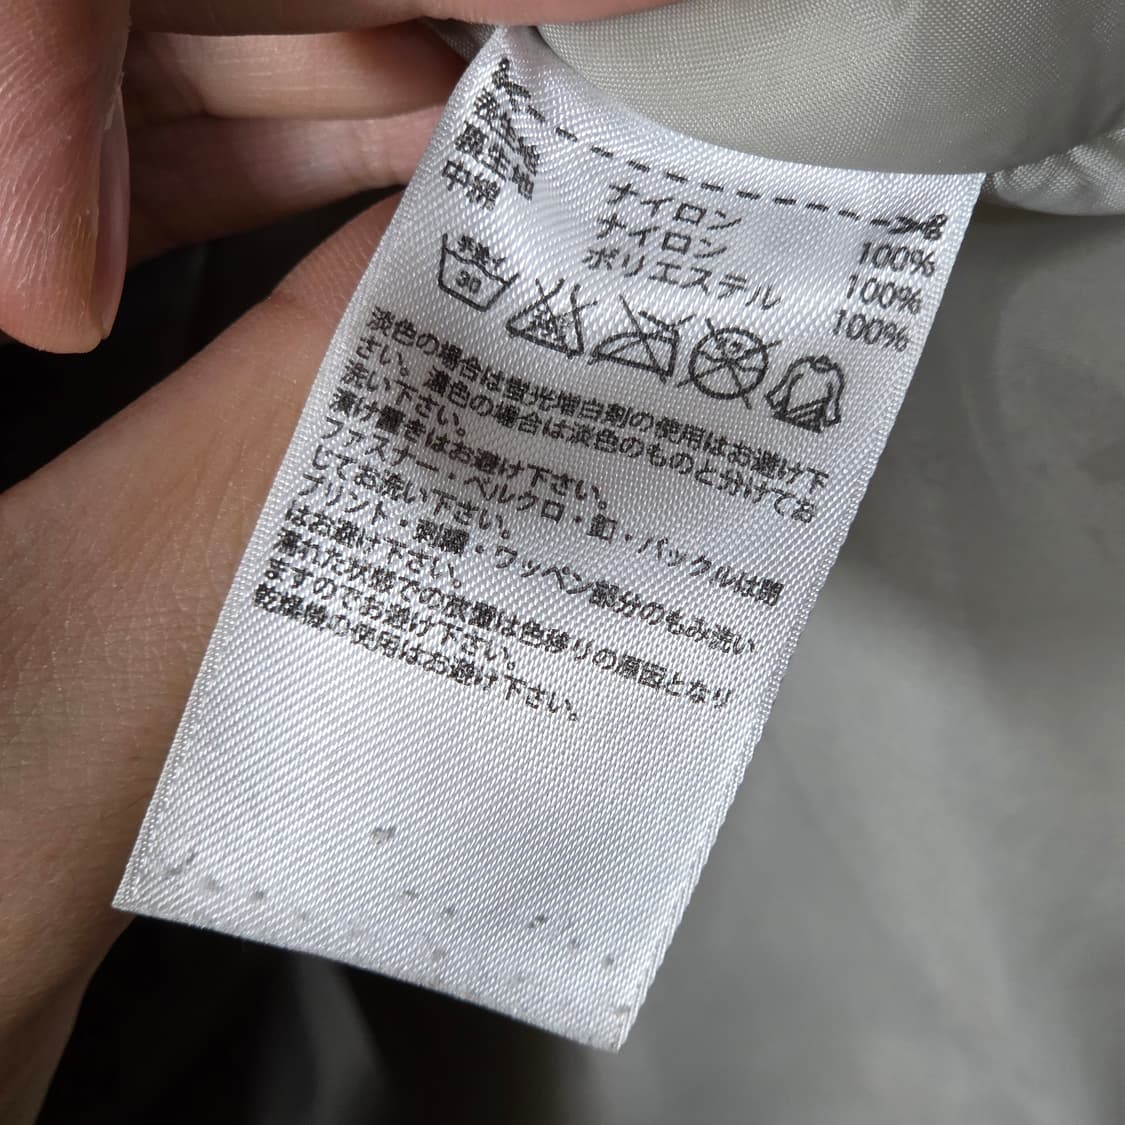 表生地 ナイロン 100%
裏生地 ナイロン 100%
中綿 ポリエステル 100%
手洗イ 30
淡色の場合は蛍光増白剤の使用はお避け下
さい。濃色の場合は淡色のものと分けてお
洗い下さい。
漬け置きはお避け下さい。
ファスナー・ベルクロ・釦・バックルは閉
してお洗い下さい。
プリント・刺繍・ワッペン部分のもみ洗い
はお避け下さい。
濡れた状態での放置は色移りの原因となり
ますのでお避け下さい。
乾燥機の使用はお避け下さい。